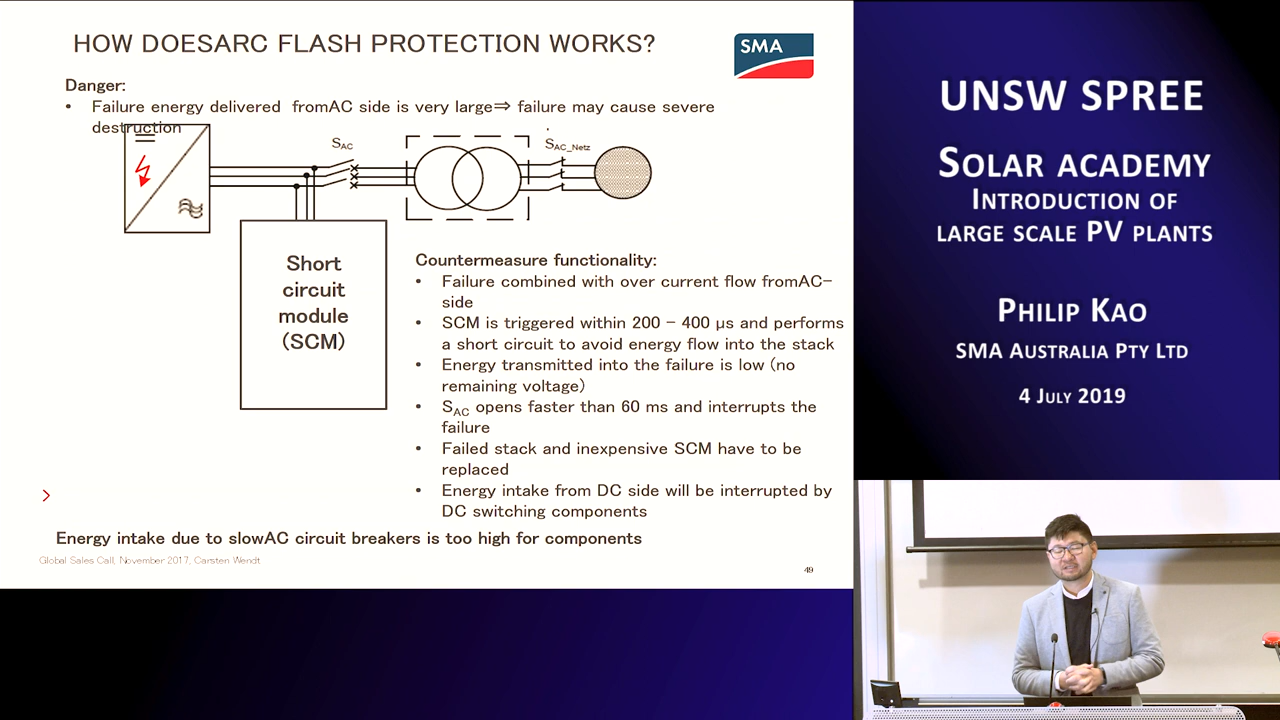 HOW DOESARC FLASH PROTECTION WORKS?
SMA
Danger:
• Failure energy delivered fromAC side is very large⇒ failure may cause severe
destruction
SAC
SAC_Netz
Short
circuit
module
(SCM)
Countermeasure functionality:
• Failure combined with over current flow fromAC-
side
• SCM is triggered within 200 - 400 µs and performs
a short circuit to avoid energy flow into the stack
• Energy transmitted into the failure is low (no
remaining voltage)
• SAC opens faster than 60 ms and interrupts the
failure
• Failed stack and inexpensive SCM have to be
replaced
• Energy intake from DC side will be interrupted by
DC switching components
Energy intake due to slowAC circuit breakers is too high for components
Global Sales Call, November 2017, Carsten Wendt
49
UNSW SPREE
SOLAR ACADEMY
INTRODUCTION OF
LARGE SCALE PV PLANTS
PHILIP KAO
SMA AUSTRALIA PTY LTD
4 JULY 2019